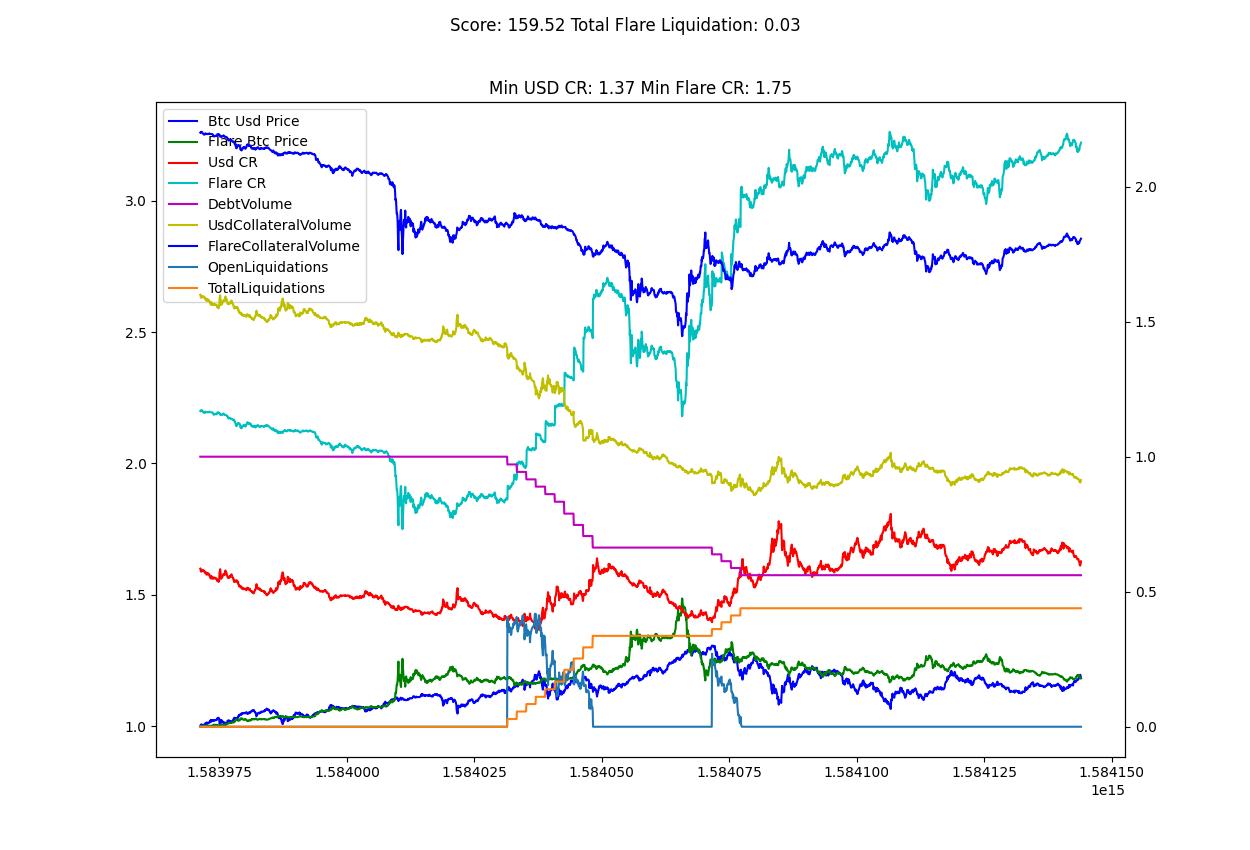 Score: 159.52 Total Flare Liquidation: 0.03
Min USD CR: 1.37 Min Flare CR: 1.75
Btc Usd Price
Flare Btc Price
Usd CR
Flare CR
DebtVolume
UsdCollateralVolume
FlareCollateralVolume
OpenLiquidations
TotalLiquidations
3.0
2.5
2.0
1.5
1.0
2.0
1.5
1.0
0.5
0.0
1.583975 1.584000 1.584025 1.584050 1.584075 1.584100 1.584125 1.584150
1e15